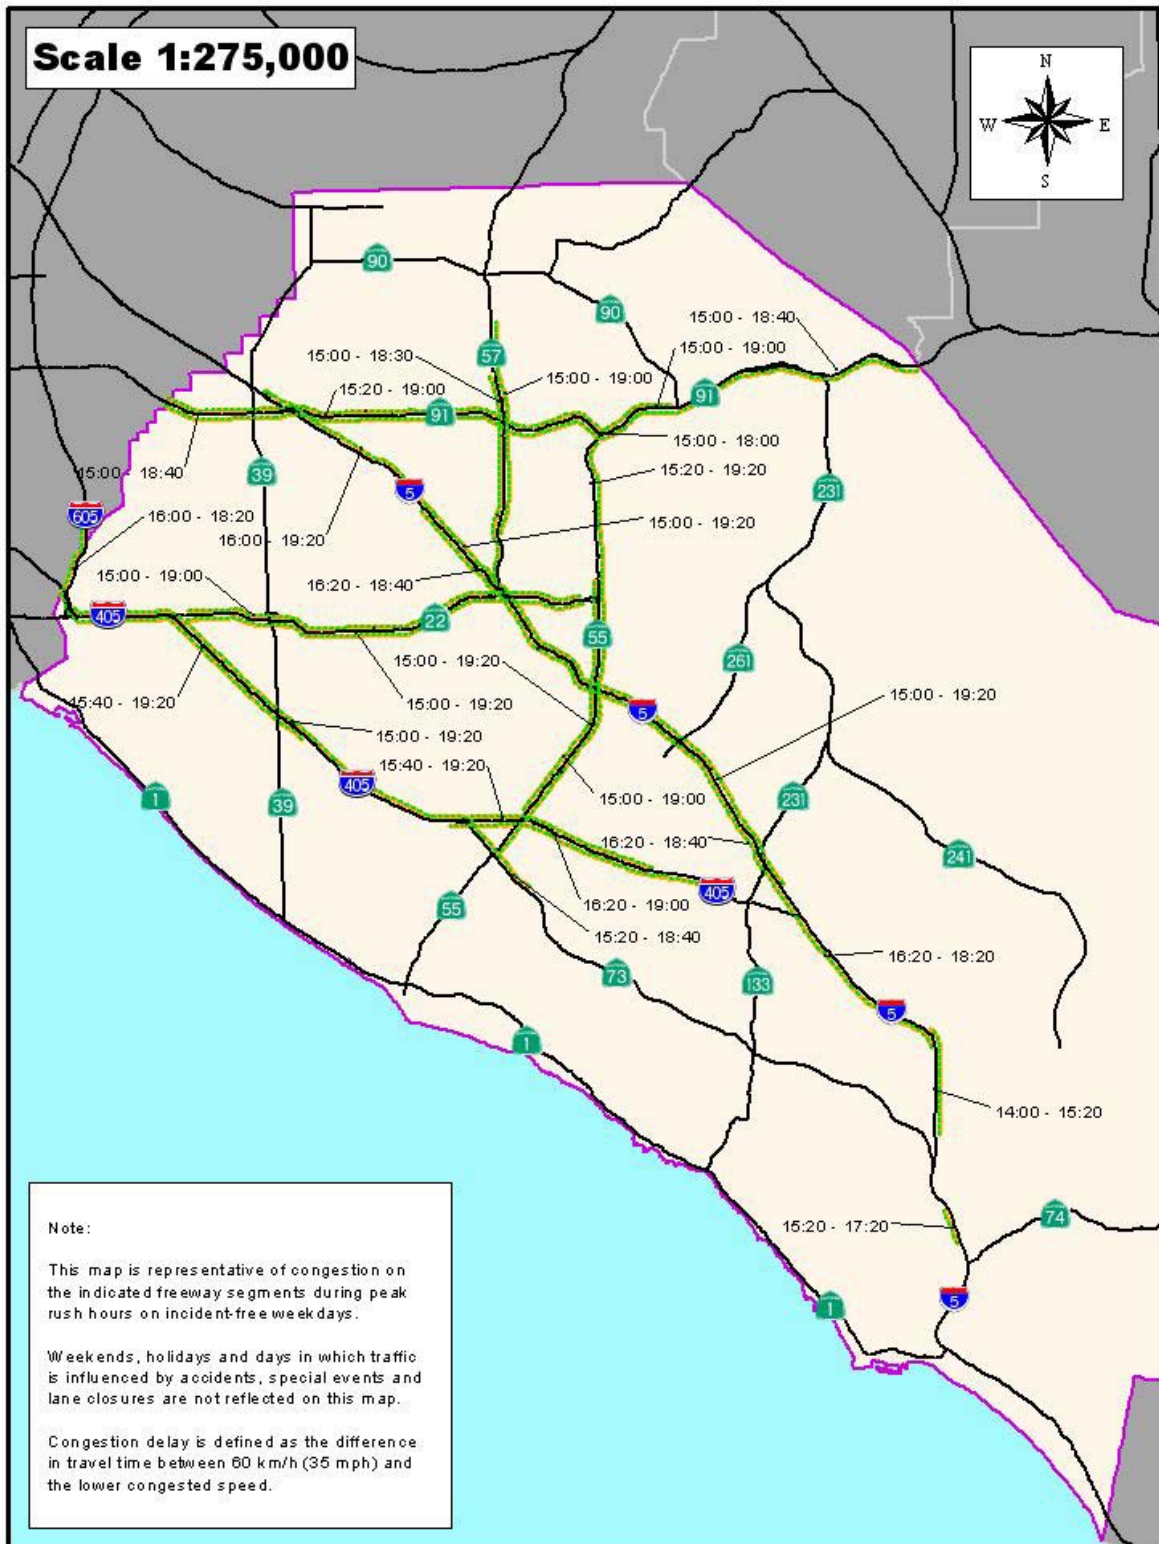 Scale 1:275,000
N
W E
S
90
90
15:00 - 18:40
57
15:00 - 18:30
15:00 - 19:00
15:00 - 19:00
15:20 - 19:00
91
91
15:00 - 18:00
15:00 - 18:40
39
15:20 - 19:20
5
231
605
16:00 - 18:20
15:00 - 19:20
16:00 - 19:20
15:00 - 19:00
16:20 - 18:40
405
22
55
15:00 - 19:20
261
15:40 - 19:20
15:00 - 19:20
15:00 - 19:20
5
15:00 - 19:20
15:40 - 19:20
405
15:00 - 19:00
1
39
231
16:20 - 18:40
241
405
16:20 - 19:00
55
15:20 - 18:40
16:20 - 18:20
73
133
5
1
14:00 - 15:20
15:20 - 17:20
74
5
1
Note:
This map is representative of congestion on
the indicated freeway segments during peak
rush hours on incident-free weekdays.
Weekends, holidays and days in which traffic
is influenced by accidents, special events and
lane closures are not reflected on this map.
Congestion delay is defined as the difference
in travel time between 60 km/h (35 mph) and
the lower congested speed.